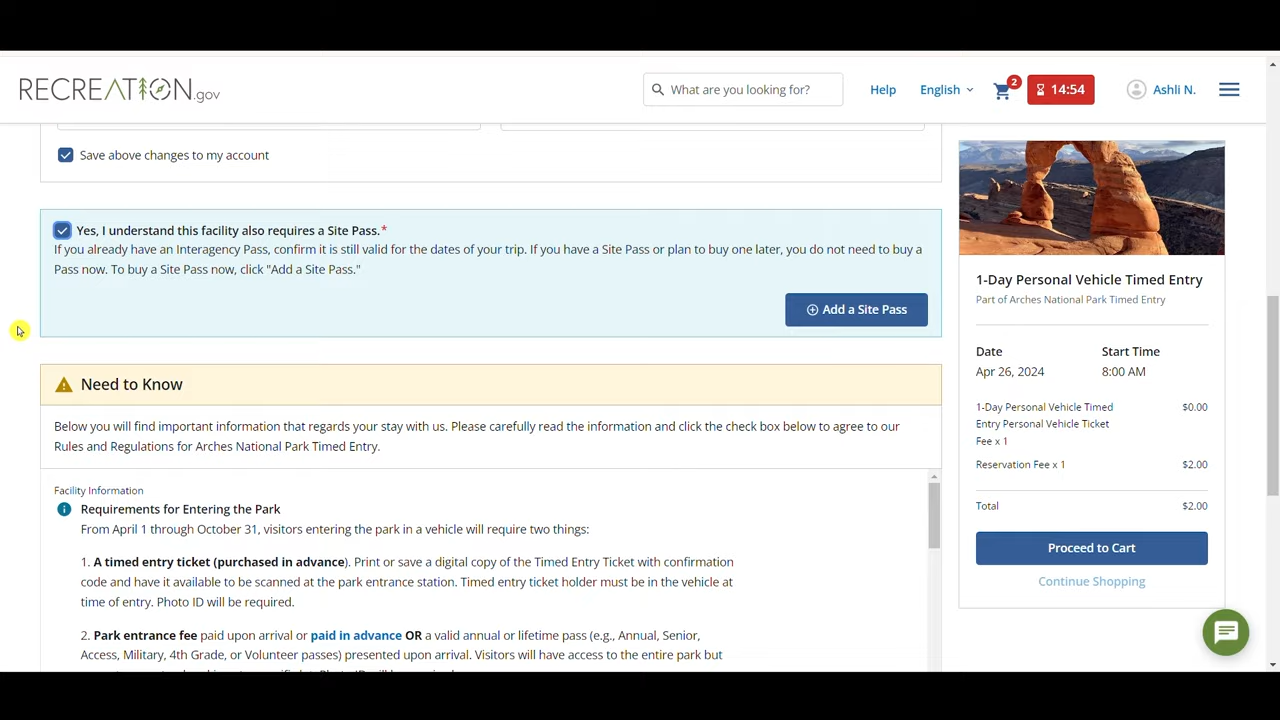 RECREATION.gov
What are you looking for?
Help
English
2
14:54
Ashli N.
Save above changes to my account
Yes, I understand this facility also requires a Site Pass.*
If you already have an Interagency Pass, confirm it is still valid for the dates of your trip. If you have a Site Pass or plan to buy one later, you do not need to buy a
Pass now. To buy a Site Pass now, click "Add a Site Pass."
Add a Site Pass
Need to Know
Below you will find important information that regards your stay with us. Please carefully read the information and click the check box below to agree to our
Rules and Regulations for Arches National Park Timed Entry.
Facility Information
Requirements for Entering the Park
From April 1 through October 31, visitors entering the park in a vehicle will require two things:
1. A timed entry ticket (purchased in advance). Print or save a digital copy of the Timed Entry Ticket with confirmation
code and have it available to be scanned at the park entrance station. Timed entry ticket holder must be in the vehicle at
time of entry. Photo ID will be required.
2. Park entrance fee paid upon arrival or paid in advance OR a valid annual or lifetime pass (e.g., Annual, Senior,
Access, Military, 4th Grade, or Volunteer passes) presented upon arrival. Visitors will have access to the entire park but
1-Day Personal Vehicle Timed Entry
Part of Arches National Park Timed Entry
Date
Start Time
Apr 26, 2024
8:00 AM
1-Day Personal Vehicle Timed $0.00
Entry Personal Vehicle Ticket
Fee x 1
Reservation Fee x 1 $2.00
Total $2.00
Proceed to Cart
Continue Shopping